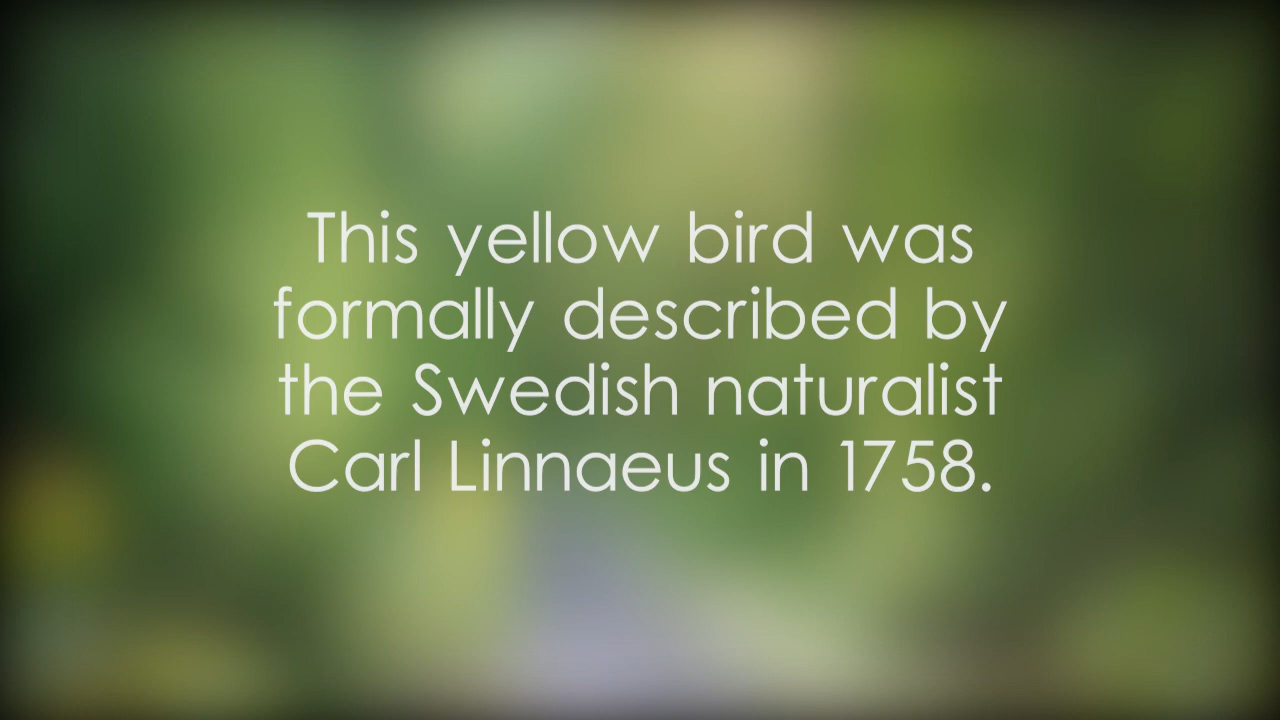 This yellow bird was
formally described by
the Swedish naturalist
Carl Linnaeus in 1758.